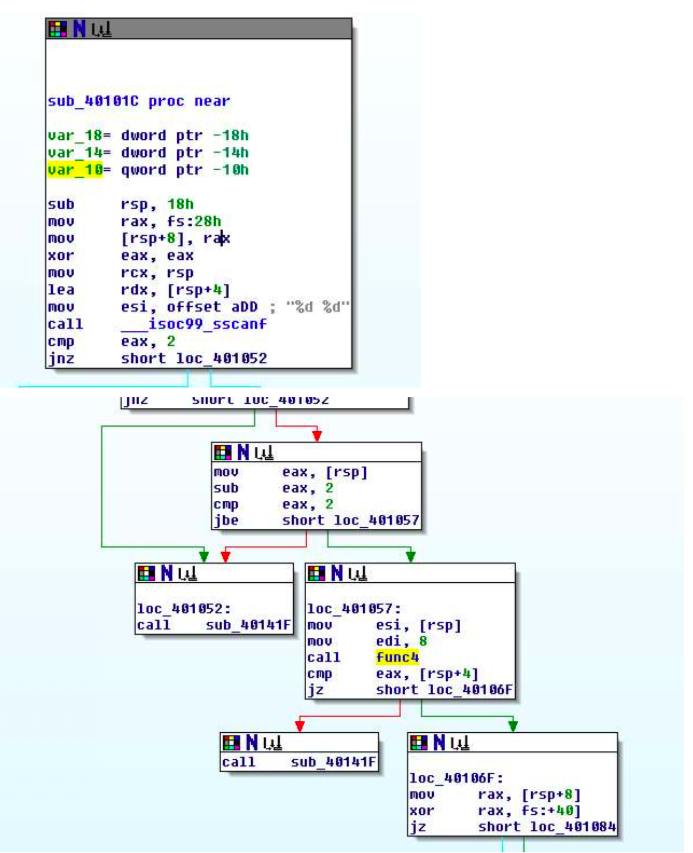 sub_40101C proc near
var_18= dword ptr -18h
var_14= dword ptr -14h
var_10= qword ptr -10h
sub rsp, 18h
mov rax, fs:28h
mov [rsp+8], rax
xor eax, eax
mov rcx, rsp
lea rdx, [rsp+4]
mov esi, offset aDD ; "%d %d"
call ___isoc99_sscanf
cmp eax, 2
jnz short loc_401052
jnz short loc_401052
mov eax, [rsp]
sub eax, 2
cmp eax, 2
jbe short loc_401057
loc_401052:
call sub_40141F
loc_401057:
mov esi, [rsp]
mov edi, 8
call func4
cmp eax, [rsp+4]
jz short loc_40106F
call sub_40141F
loc_40106F:
mov rax, [rsp+8]
xor rax, fs:+40]
jz short loc_401084